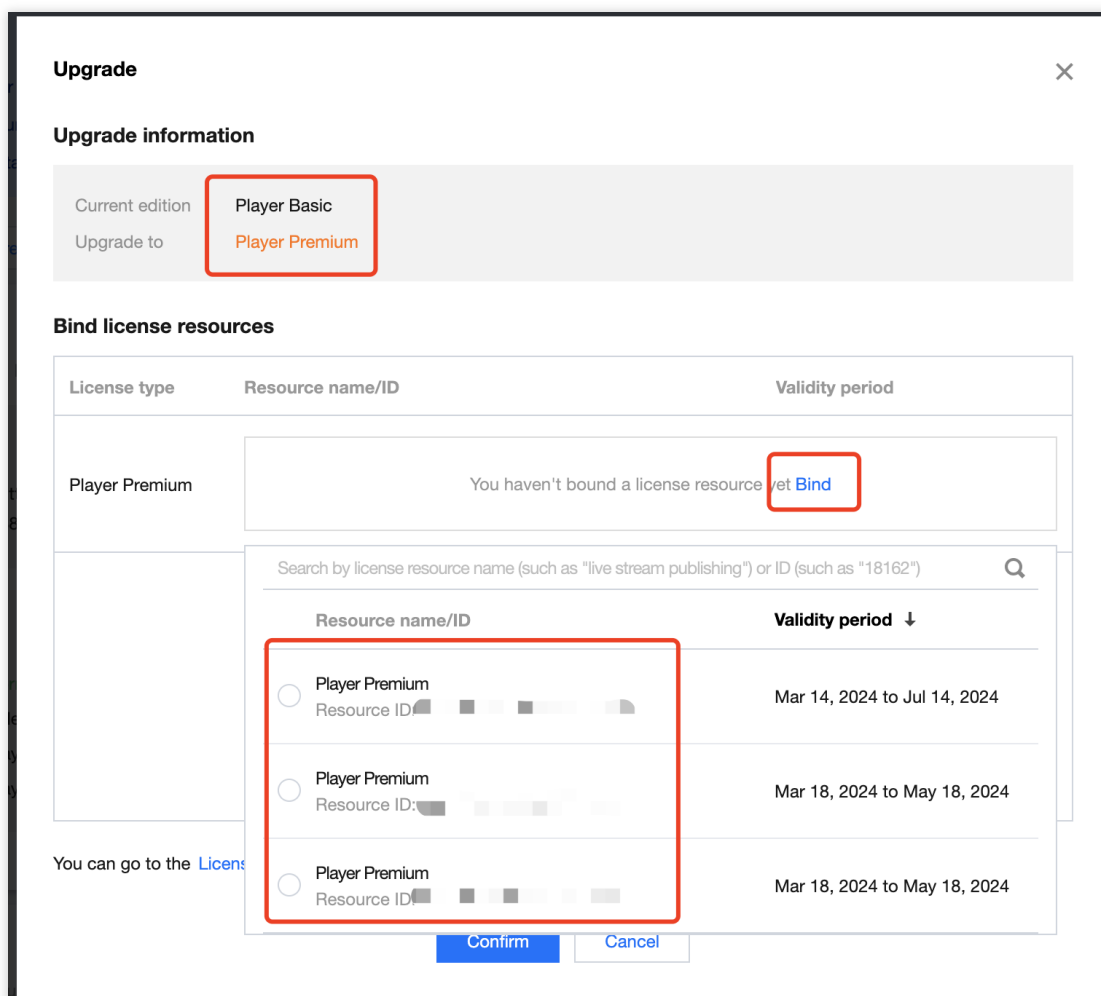 Upgrade
Upgrade information
Current edition Player Basic
Upgrade to Player Premium
Bind license resources
License type Resource name/ID Validity period
Player Premium You haven't bound a license resource yet Bind
Search by license resource name (such as "live stream publishing") or ID (such as "18162")
Resource name/ID Validity period
Player Premium
Resource ID: Mar 14, 2024 to Jul 14, 2024
Player Premium
Resource ID: Mar 18, 2024 to May 18, 2024
Player Premium
Resource ID: Mar 18, 2024 to May 18, 2024
You can go to the Licens
Confirm Cancel